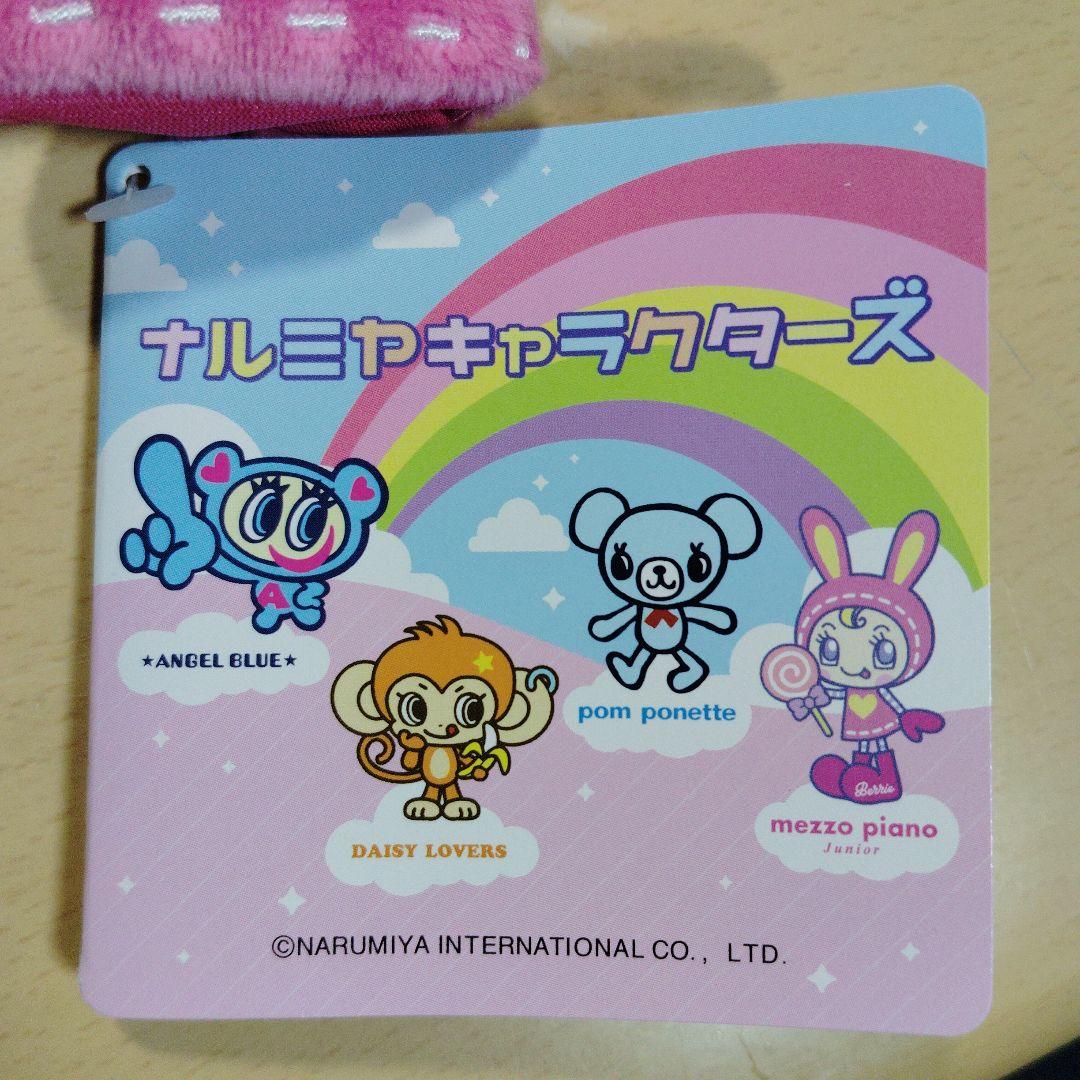 ナルミヤキャラクターズ
A
★ANGEL BLUE★
pom ponette
Berrie
mezzo piano
Junior
DAISY LOVERS
©NARUMIYA INTERNATIONAL CO., LTD.